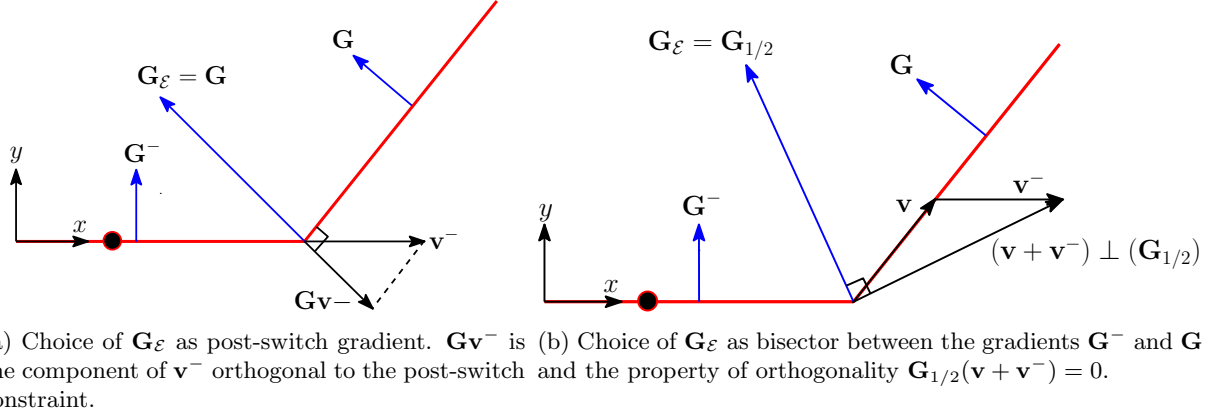 G
G_ℰ = G
G⁻
y
x
v⁻
Gv−
G_ℰ = G_{1/2}
G
G⁻
v⁻
v
y
x
(v + v⁻) ⊥ (G_{1/2})
) Choice of G_ℰ as post-switch gradient. Gv⁻ is
ne component of v⁻ orthogonal to the post-switch
onstraint.
(b) Choice of G_ℰ as bisector between the gradients G⁻ and G
and the property of orthogonality G_{1/2}(v + v⁻) = 0.